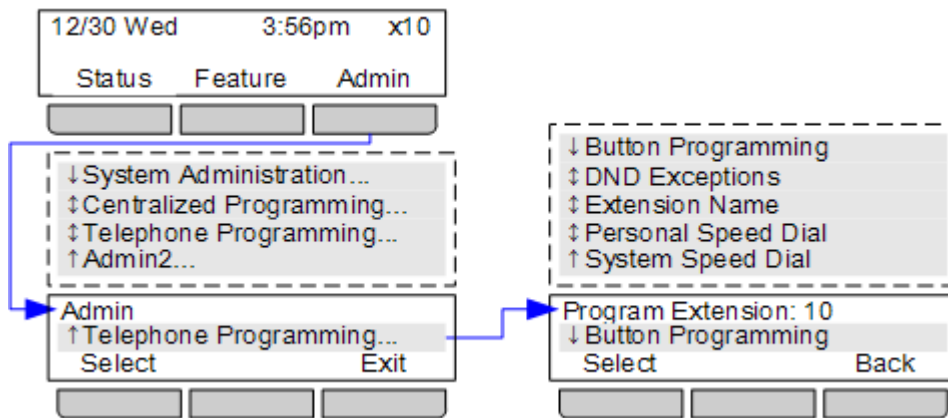 12/30 Wed 3:56pm x10
Status Feature Admin
↓System Administration...
↕Centralized Programming...
↕Telephone Programming...
↑Admin2...
Admin
↑Telephone Programming...
Select Exit
↓Button Programming
↕DND Exceptions
↕Extension Name
↕Personal Speed Dial
↑System Speed Dial
Program Extension: 10
↓Button Programming
Select Back